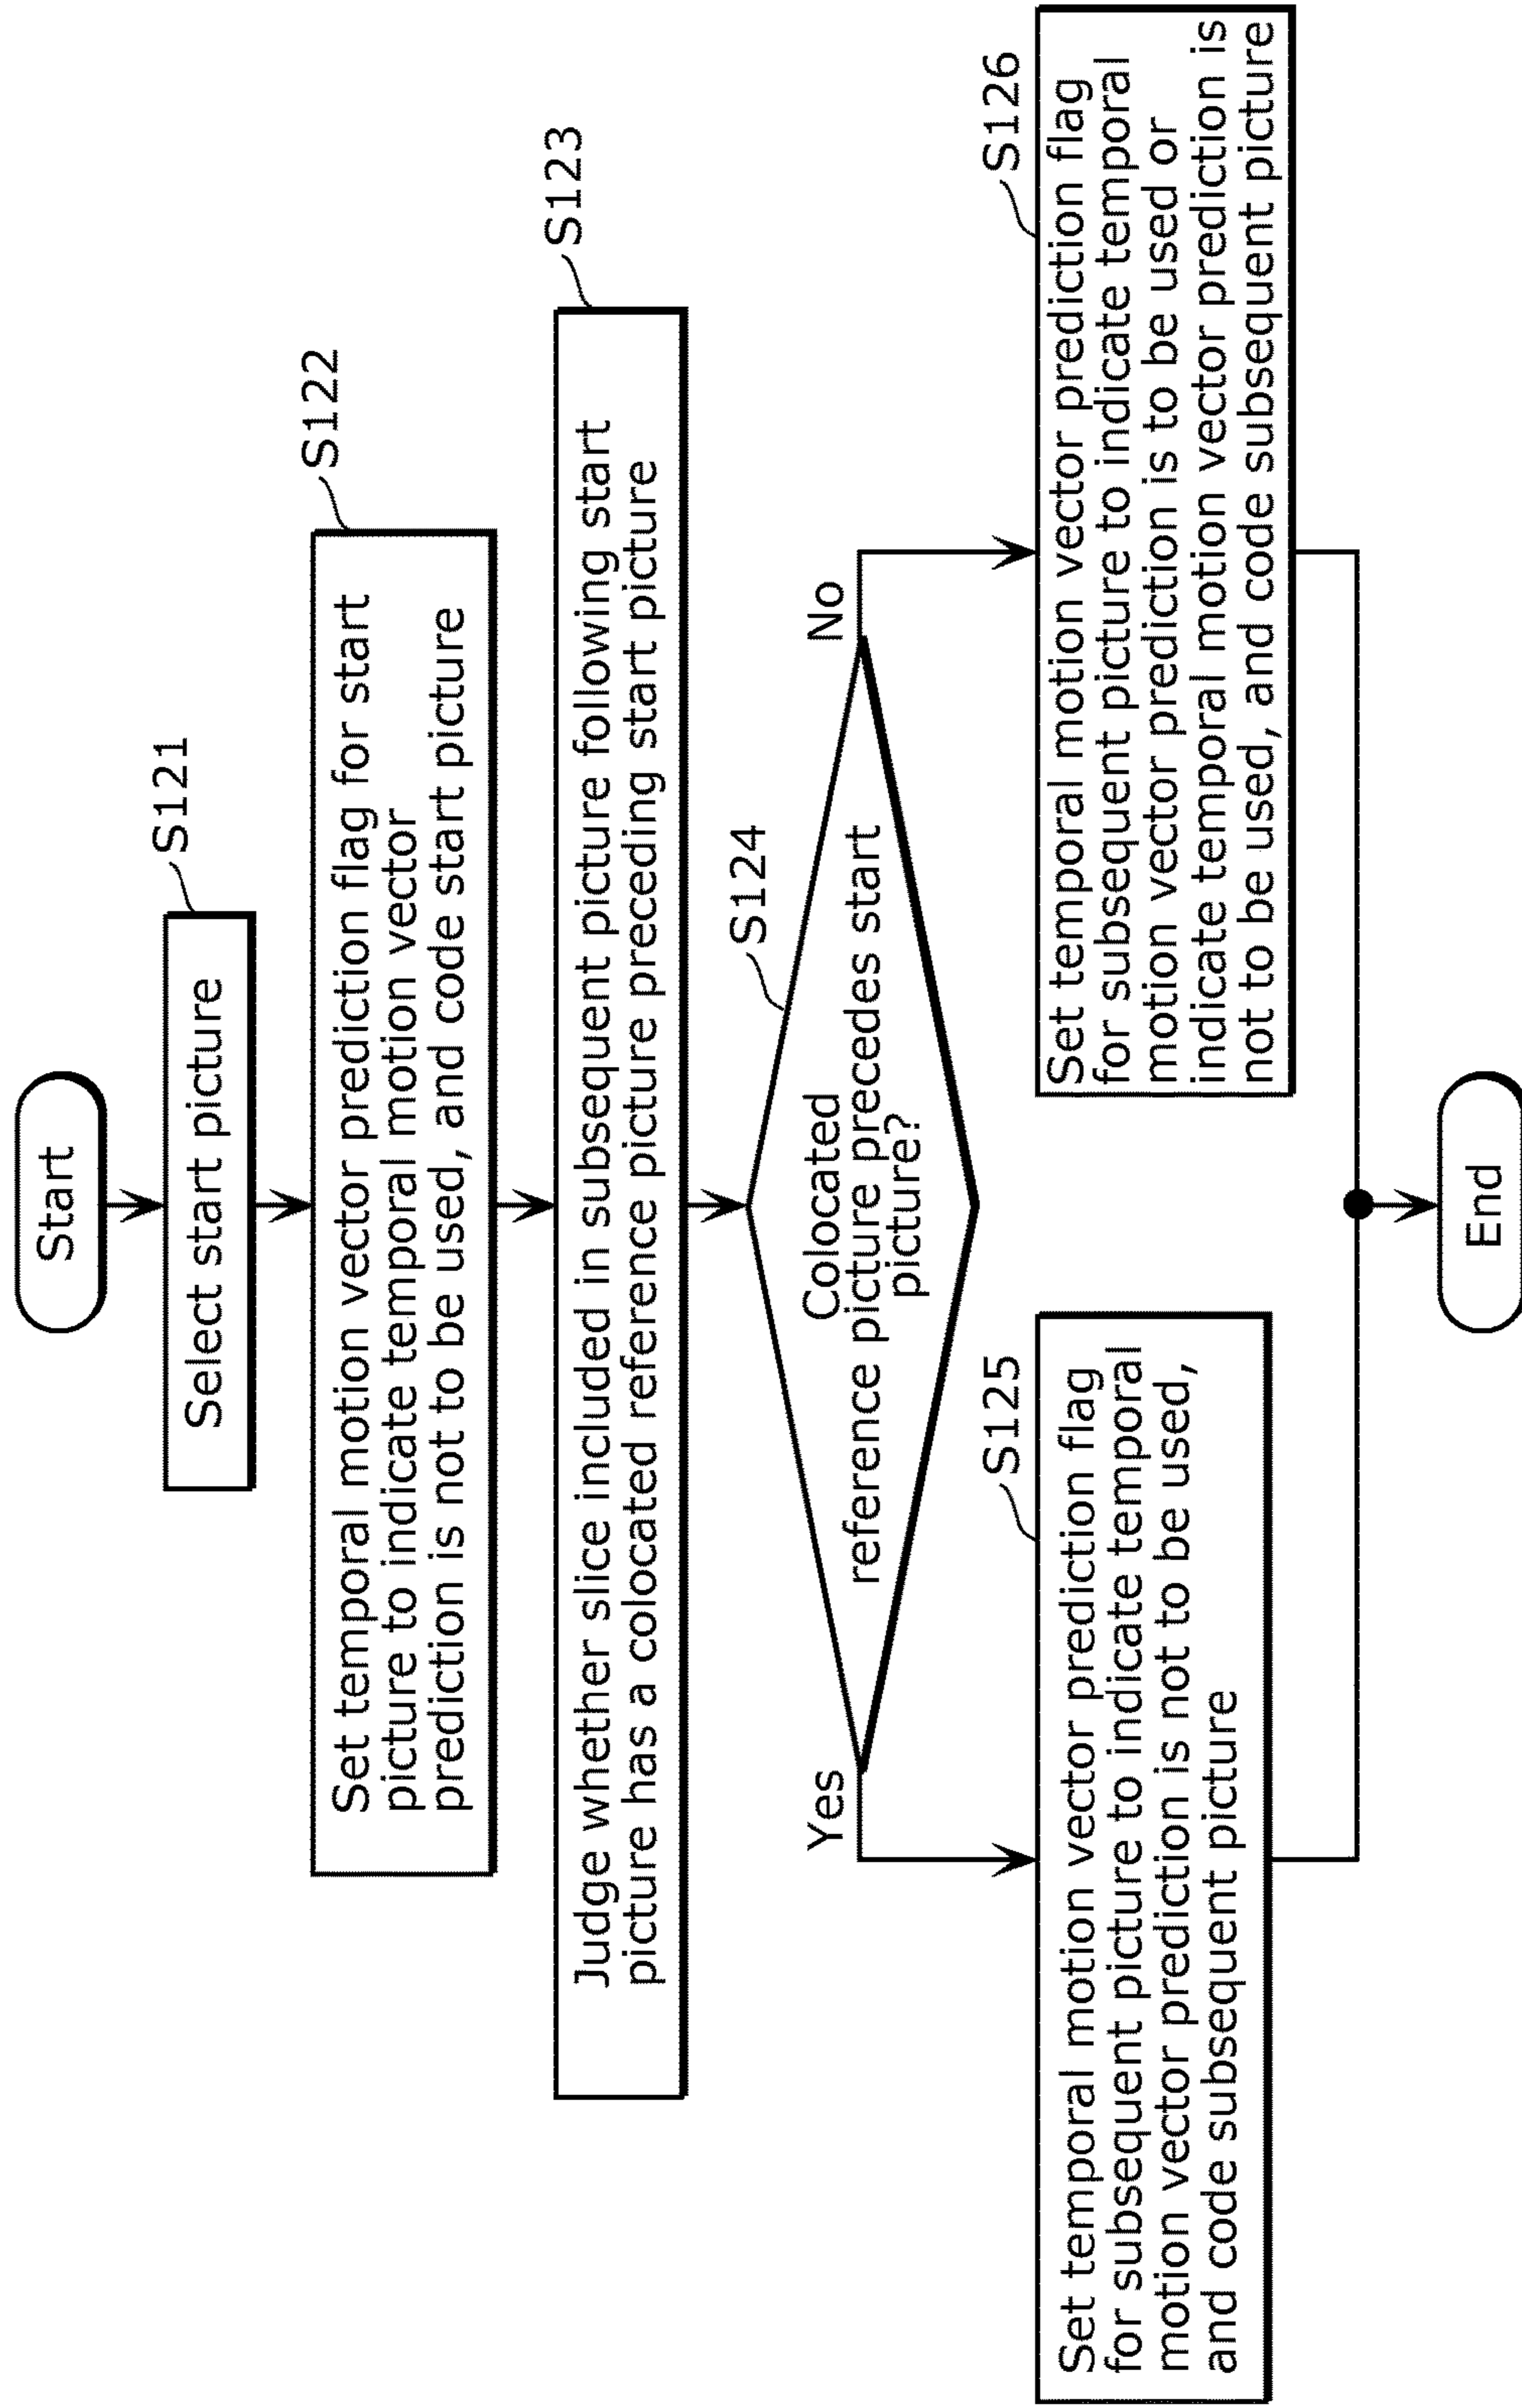 Start
S121
Select start picture
S122
Set temporal motion vector prediction flag for start
picture to indicate temporal motion vector
prediction is not to be used, and code start picture
S123
Judge whether slice included in subsequent picture following start
picture has a colocated reference picture preceding start picture
S124
Colocated
reference picture precedes start
picture?
Yes
No
S125
Set temporal motion vector prediction flag
for subsequent picture to indicate temporal
motion vector prediction is not to be used,
and code subsequent picture
S126
Set temporal motion vector prediction flag
for subsequent picture to indicate temporal
motion vector prediction is to be used or
indicate temporal motion vector prediction is
not to be used, and code subsequent picture
End